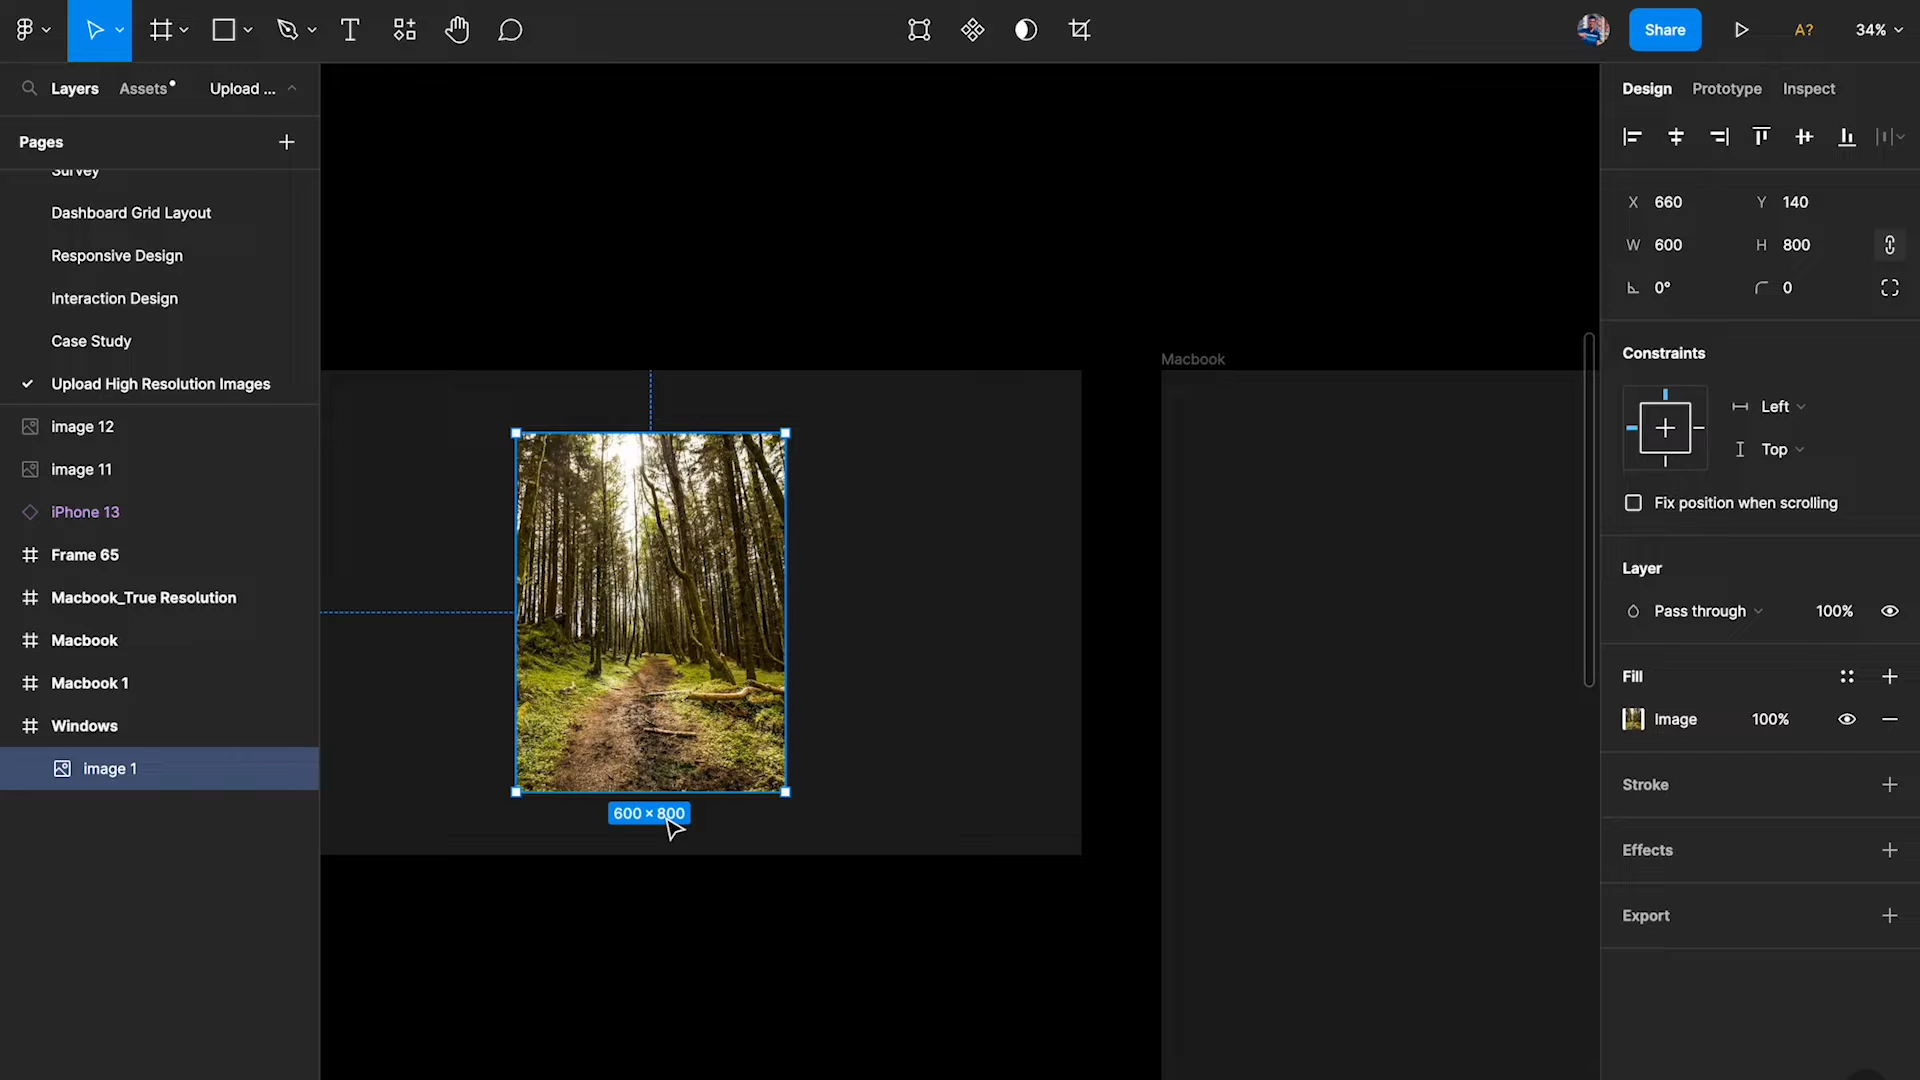 Share
A?
34%
Layers
Assets
Upload ...
Pages
Survey
Dashboard Grid Layout
Responsive Design
Interaction Design
Case Study
Upload High Resolution Images
image 12
image 11
iPhone 13
Frame 65
Macbook_True Resolution
Macbook
Macbook 1
Windows
image 1
Macbook
600 × 800
Design Prototype Inspect
X 660 Y 140
W 600 H 800
0° 0
Constraints
Left
Top
Fix position when scrolling
Layer
Pass through 100%
Fill
Image 100%
Stroke
Effects
Export